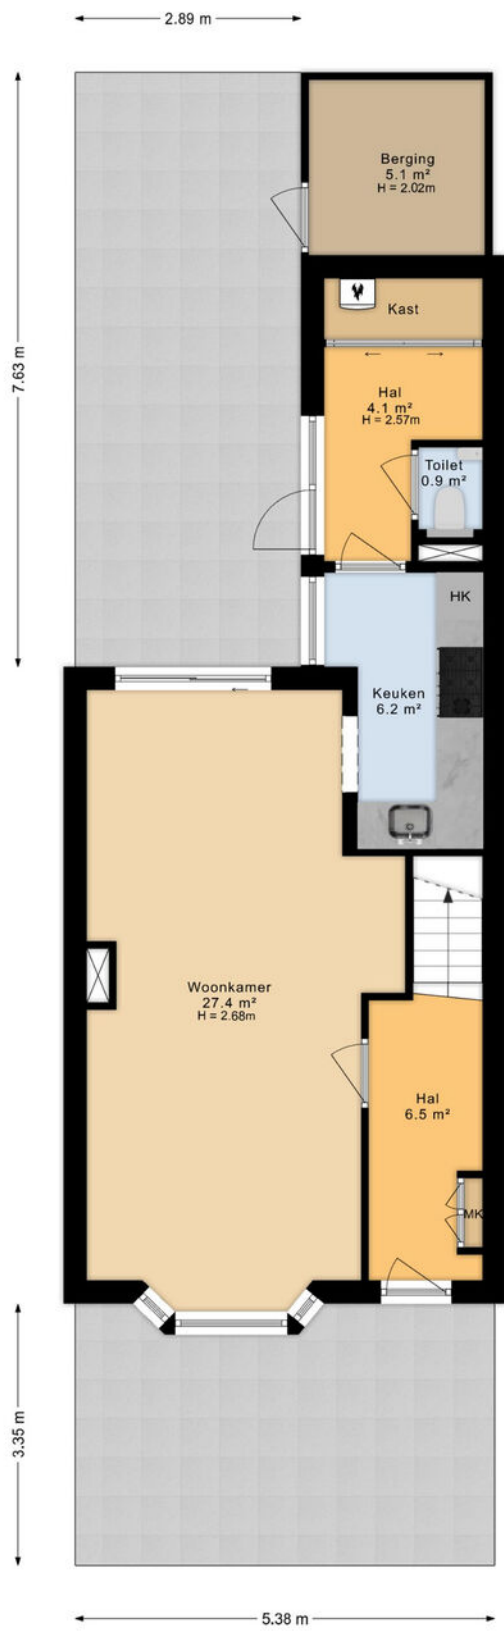 2.89 m
Berging
5.1 m²
H = 2.02m
Kast
7.63 m
Hal
4.1 m²
H = 2.57m
Toilet
0.9 m²
HK
Keuken
6.2 m²
Woonkamer
27.4 m²
H = 2.68m
Hal
6.5 m²
MK
3.35 m
5.38 m